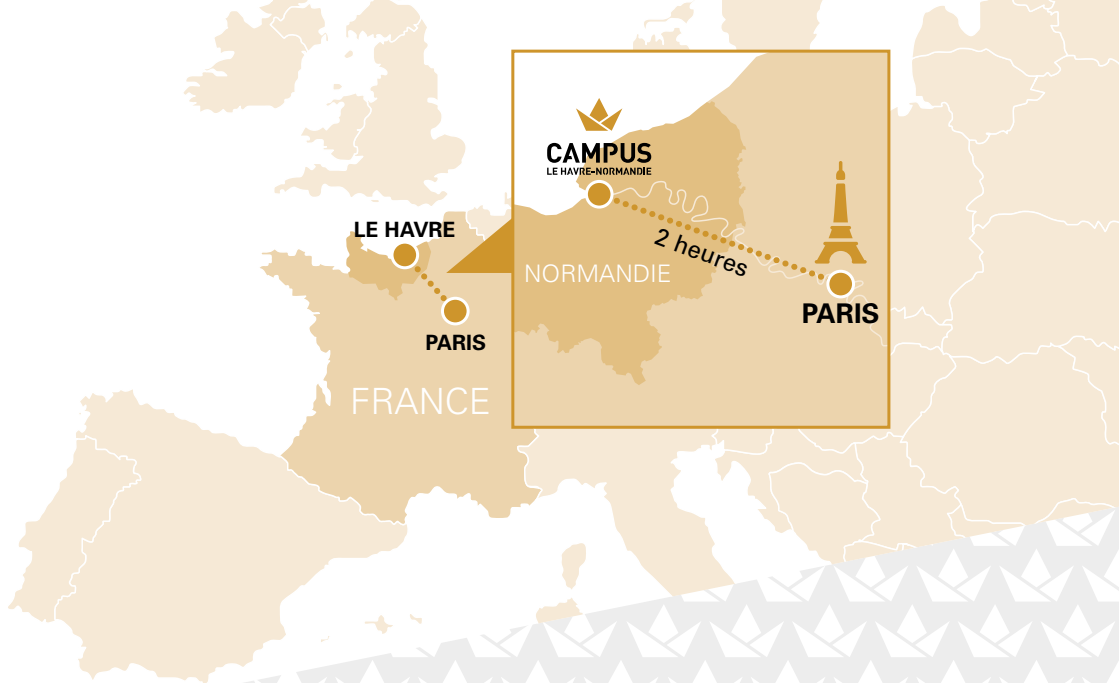 CAMPUS
LE HAVRE-NORMANDIE
LE HAVRE
2 heures
NORMANDIE
PARIS
PARIS
FRANCE